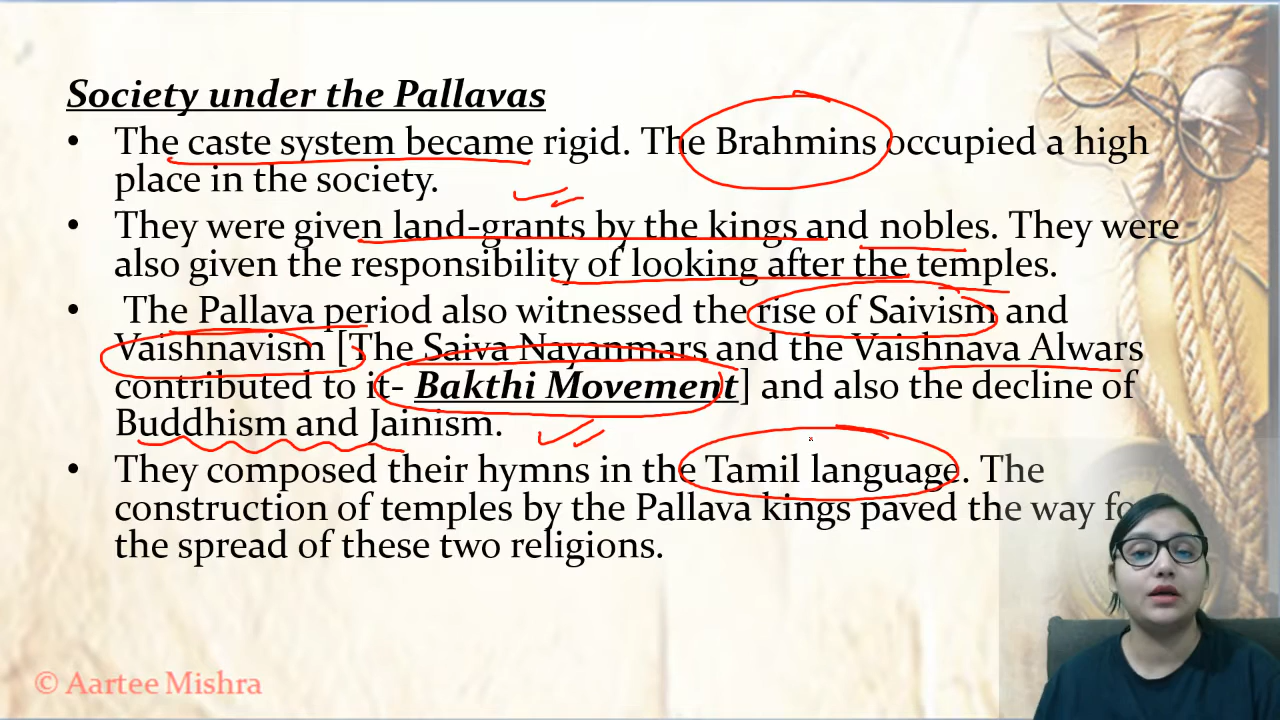 Society under the Pallavas
• The caste system became rigid. The Brahmins occupied a high
place in the society.
• They were given land-grants by the kings and nobles. They were
also given the responsibility of looking after the temples.
• The Pallava period also witnessed the rise of Saivism and
Vaishnavism [The Saiva Nayanmars and the Vaishnava Alwars
contributed to it- Bakthi Movement] and also the decline of
Buddhism and Jainism.
• They composed their hymns in the Tamil language. The
construction of temples by the Pallava kings paved the way fo
the spread of these two religions.
© Aartee Mishra